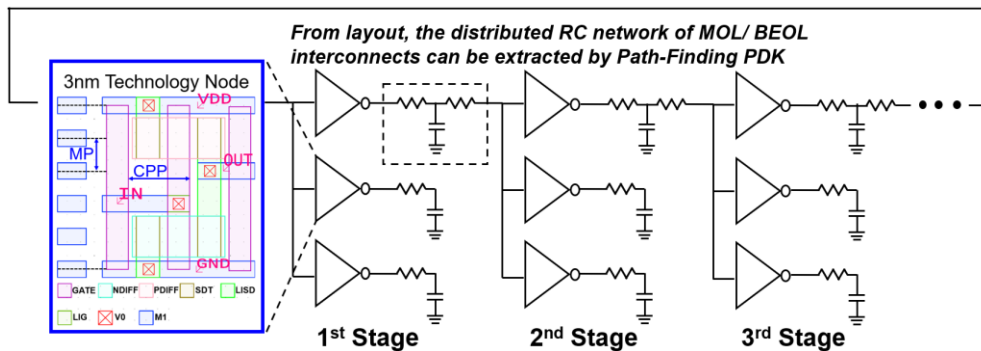 From layout, the distributed RC network of MOL/ BEOL
interconnects can be extracted by Path-Finding PDK
3nm Technology Node
VDD
MP
CPP
OUT
IN
GND
GATE NDIFF PDIFF SDT LISD
LIG V0 M1
1st Stage 2nd Stage 3rd Stage